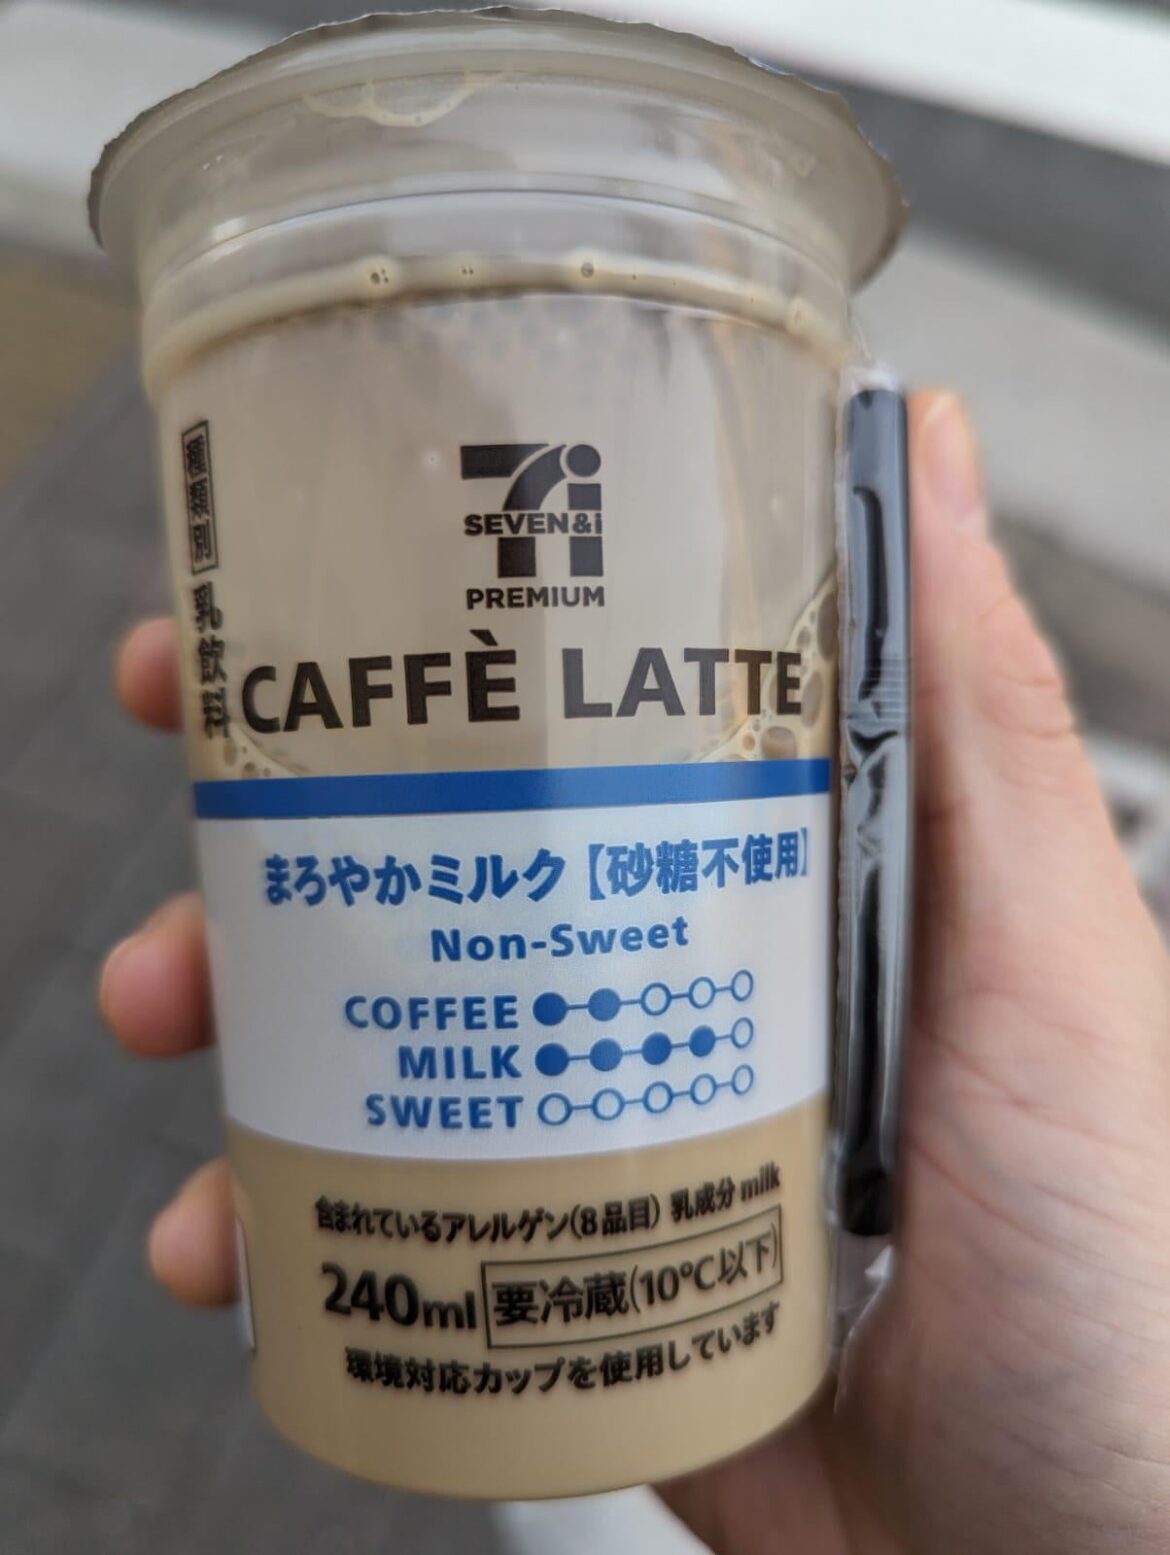 SEVEN&i
PREMIUM
CAFFÈ LATTE
まろやかミルク【砂糖不使用】
Non-Sweet
COFFEE
MILK
SWEET
含まれているアレルゲン(8品目) 乳成分 milk
240ml 要冷蔵(10℃以下)
環境対応カップを使用しています
乳飲料